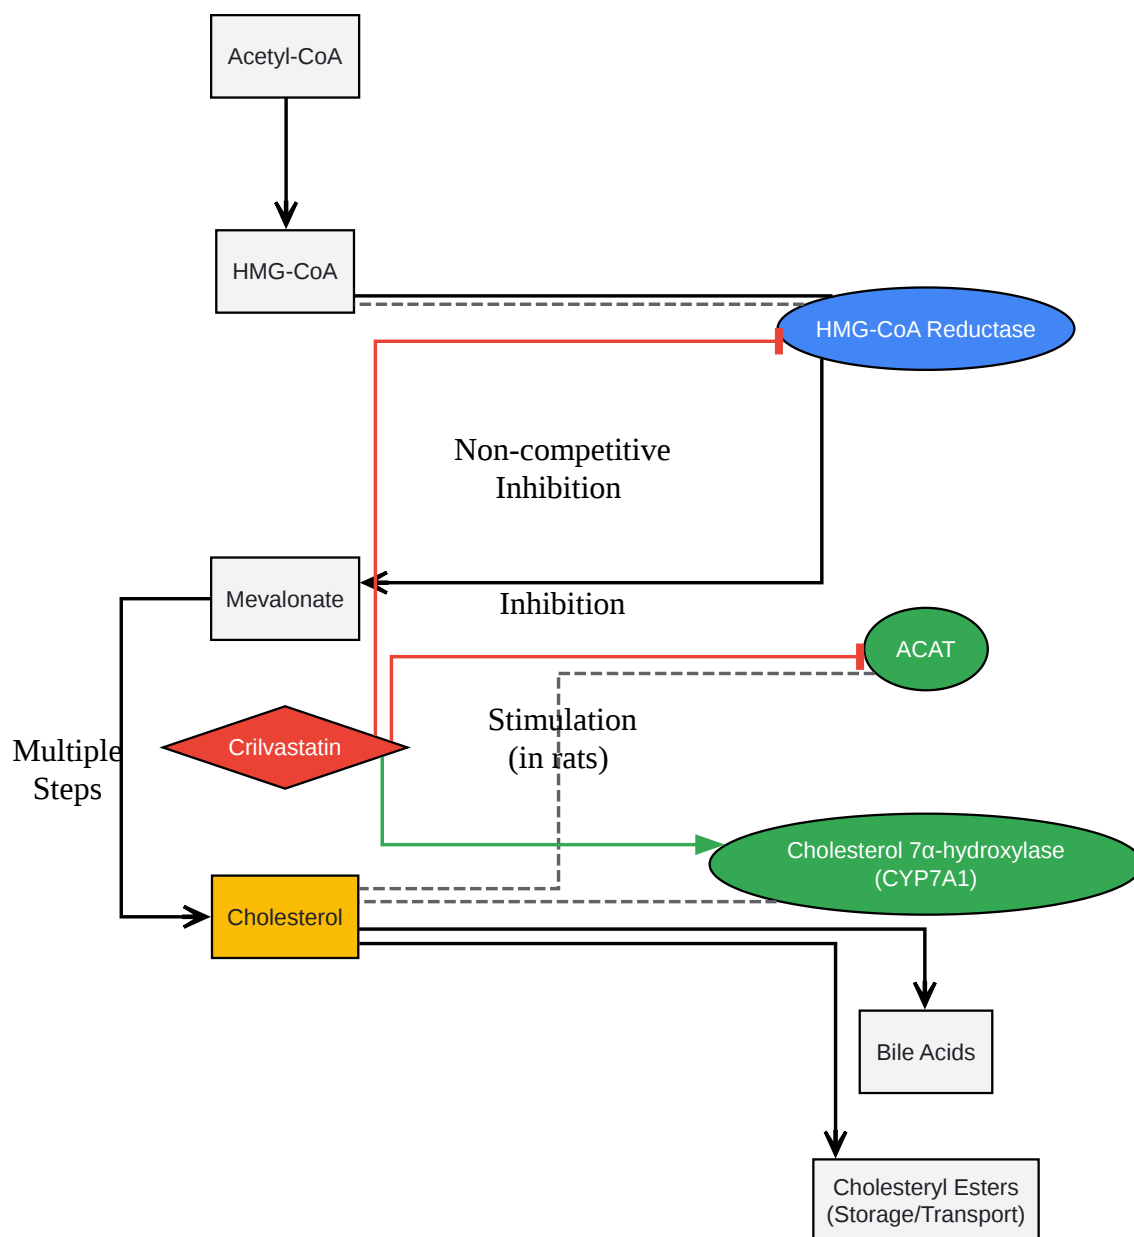 Acetyl-CoA
HMG-CoA
HMG-CoA Reductase
Non-competitive
Inhibition
Mevalonate
Inhibition
ACAT
Stimulation
(in rats)
Crilvastatin
Multiple
Steps
Cholesterol 7α-hydroxylase
(CYP7A1)
Cholesterol
Bile Acids
Cholesteryl Esters
(Storage/Transport)